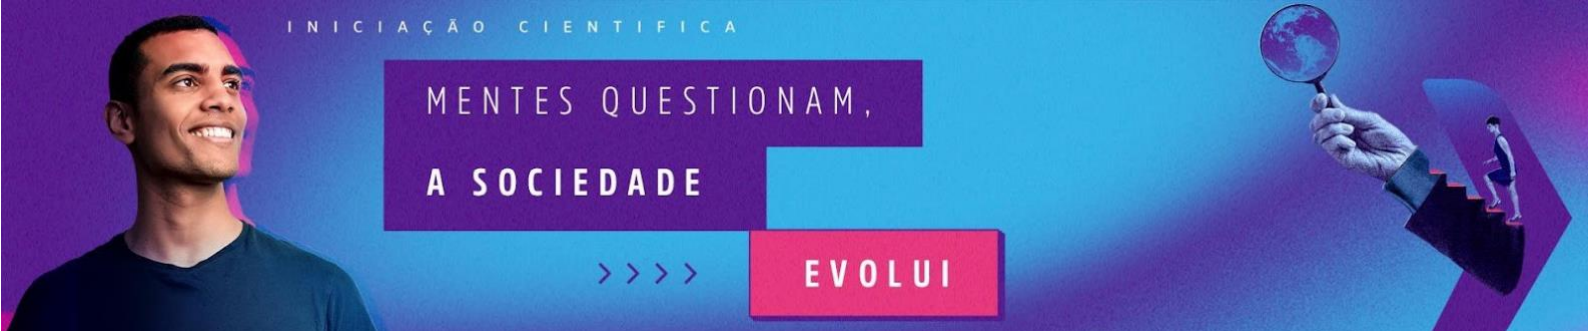 INICIAÇÃO CIENTIFICA
MENTES QUESTIONAM,
A SOCIEDADE
>>>> EVOLUI